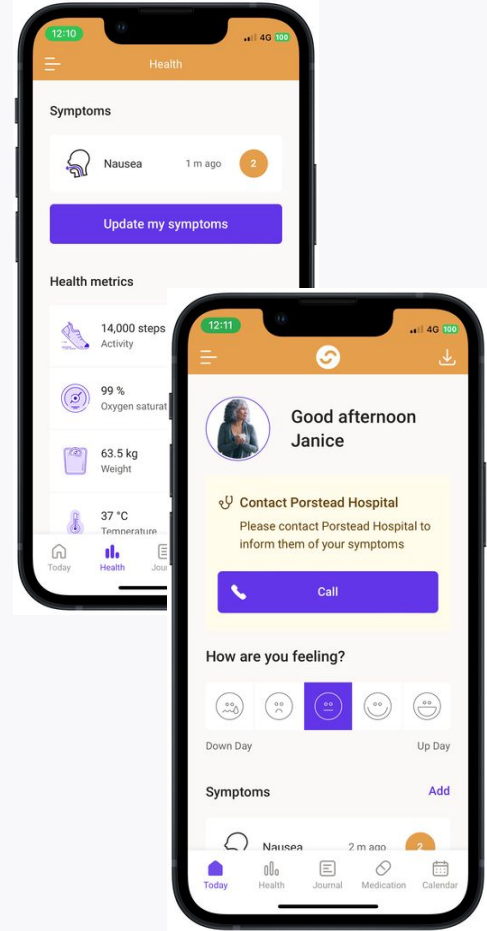 12:10
4G 100
Health
Symptoms
Nausea 1 m ago 2
Update my symptoms
Health metrics
14,000 steps
Activity
99 %
Oxygen saturat
63.5 kg
Weight
37 °C
Temperature
Today Health Jou
12:11
4G 100
Good afternoon
Janice
Contact Porstead Hospital
Please contact Porstead Hospital to
inform them of your symptoms
Call
How are you feeling?
Down Day Up Day
Symptoms Add
Nausea 2 m ago 2
Today Health Journal Medication Calendar